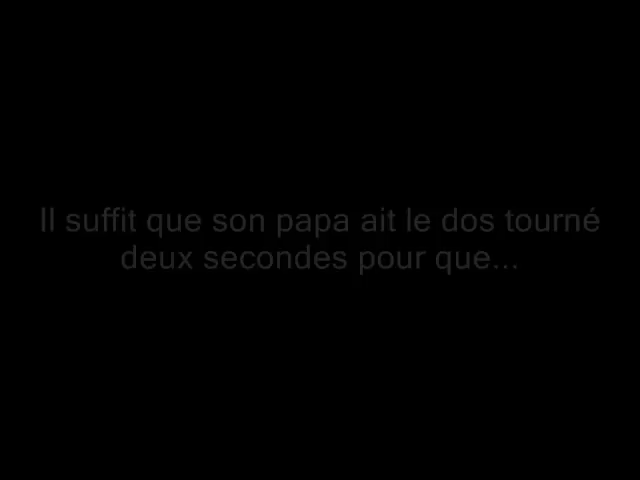 Il suffit que son papa ait le dos tourné
deux secondes pour que...